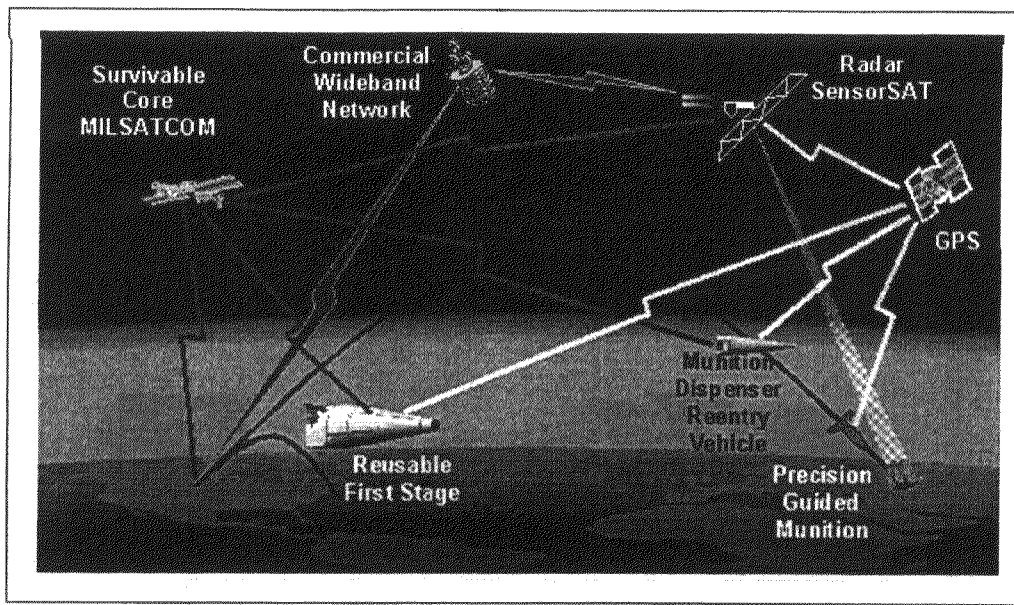 Survivable
Core
MILSATCOM
Commercial
Wideband
Network
Radar
SensorSAT
GPS
Munition
Dispenser
Reentry
Vehicle
Reusable
First Stage
Precision
Guided
Munition